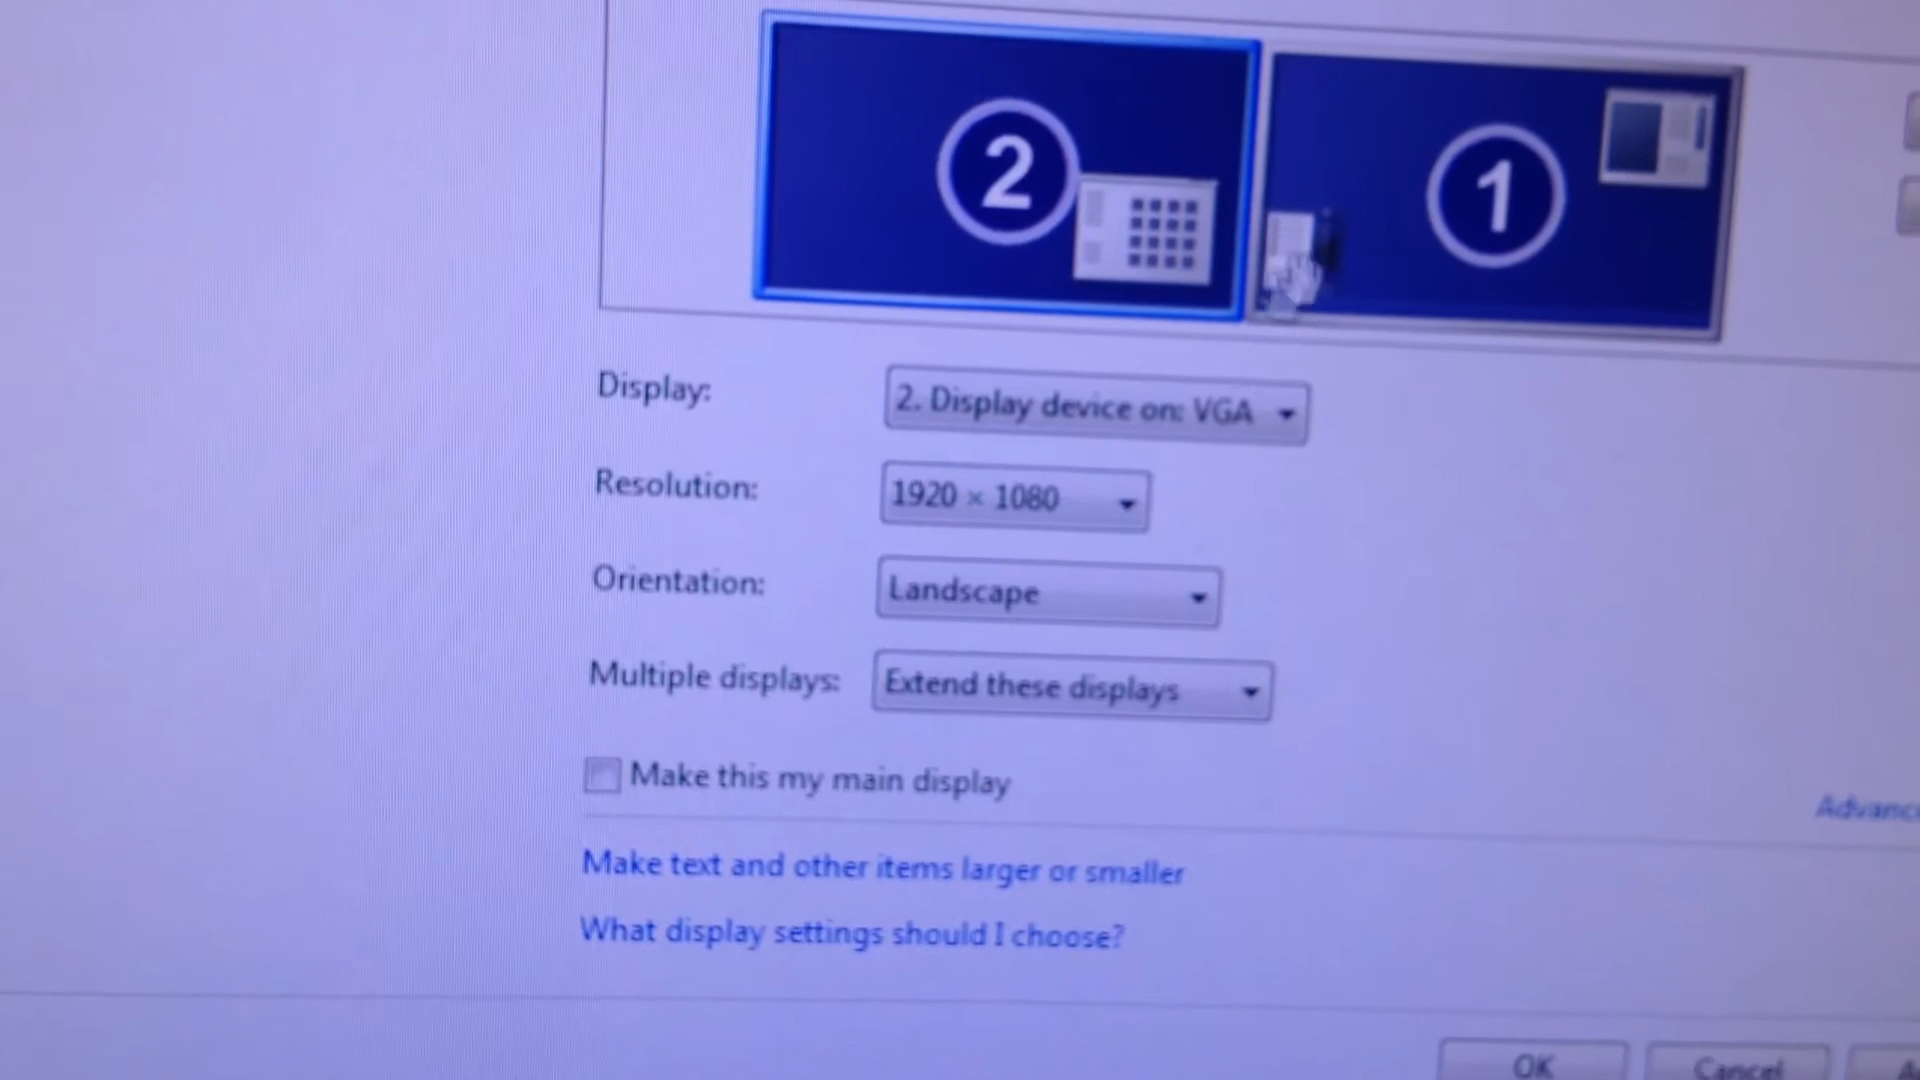 2
1
Display:
2. Display device on: VGA
Resolution:
1920 × 1080
Orientation:
Landscape
Multiple displays:
Extend these displays
Make this my main display
Make text and other items larger or smaller
What display settings should I choose?
OK
Cancel